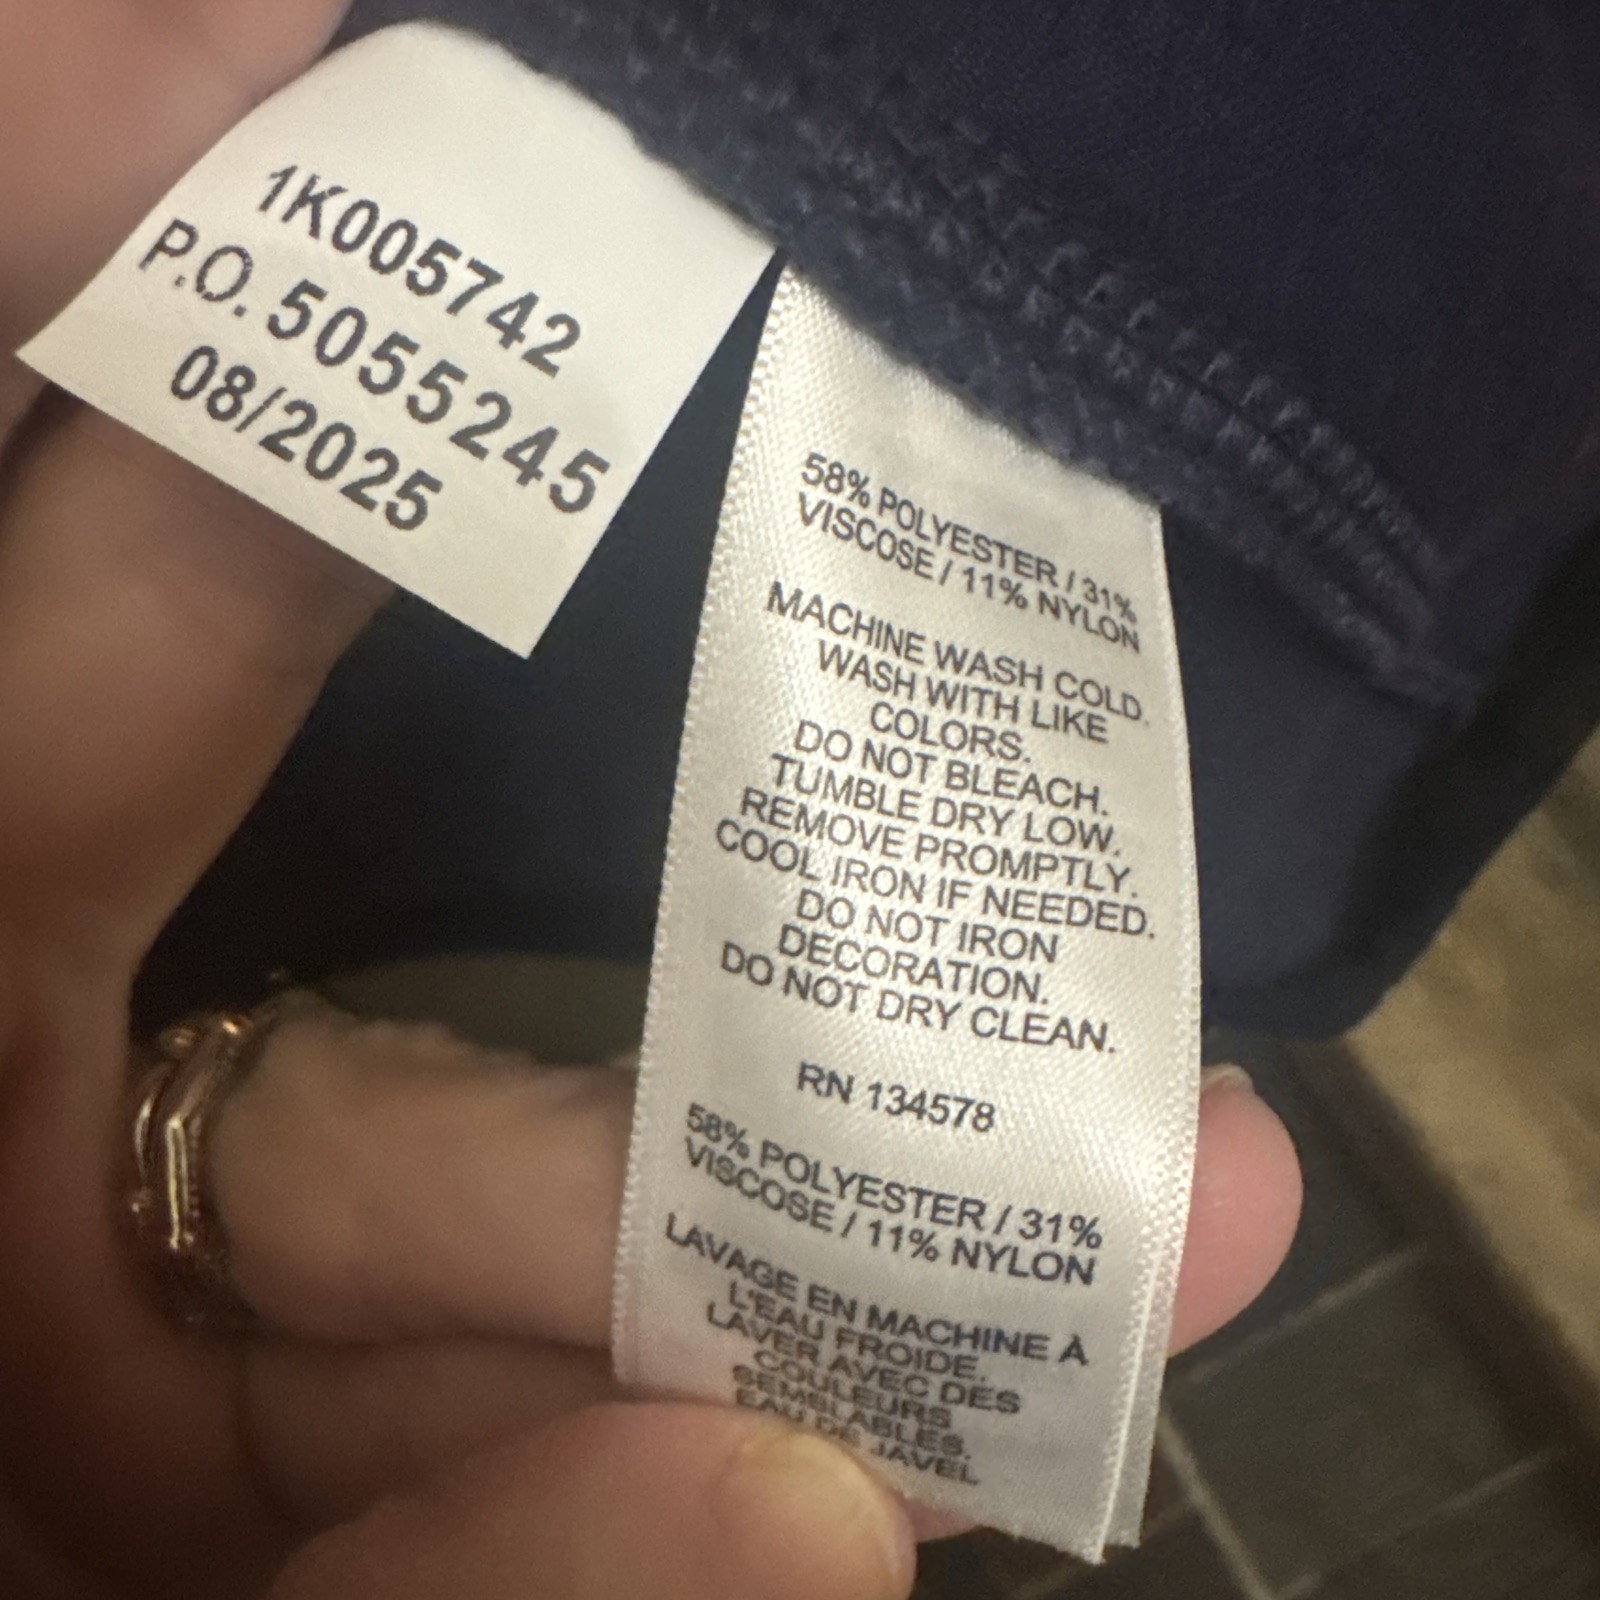 1K005742
P.O. 5055245
08/2025
58% POLYESTER / 31%
VISCOSE / 11% NYLON
MACHINE WASH COLD.
WASH WITH LIKE
COLORS.
DO NOT BLEACH.
TUMBLE DRY LOW.
REMOVE PROMPTLY.
COOL IRON IF NEEDED.
DO NOT IRON
DECORATION.
DO NOT DRY CLEAN.
RN 134578
58% POLYESTER / 31%
VISCOSE / 11% NYLON
LAVAGE EN MACHINE À
L'EAU FROIDE.
LAVER AVEC DES
COULEURS
SEMBLABLES.
EAU DE JAVEL